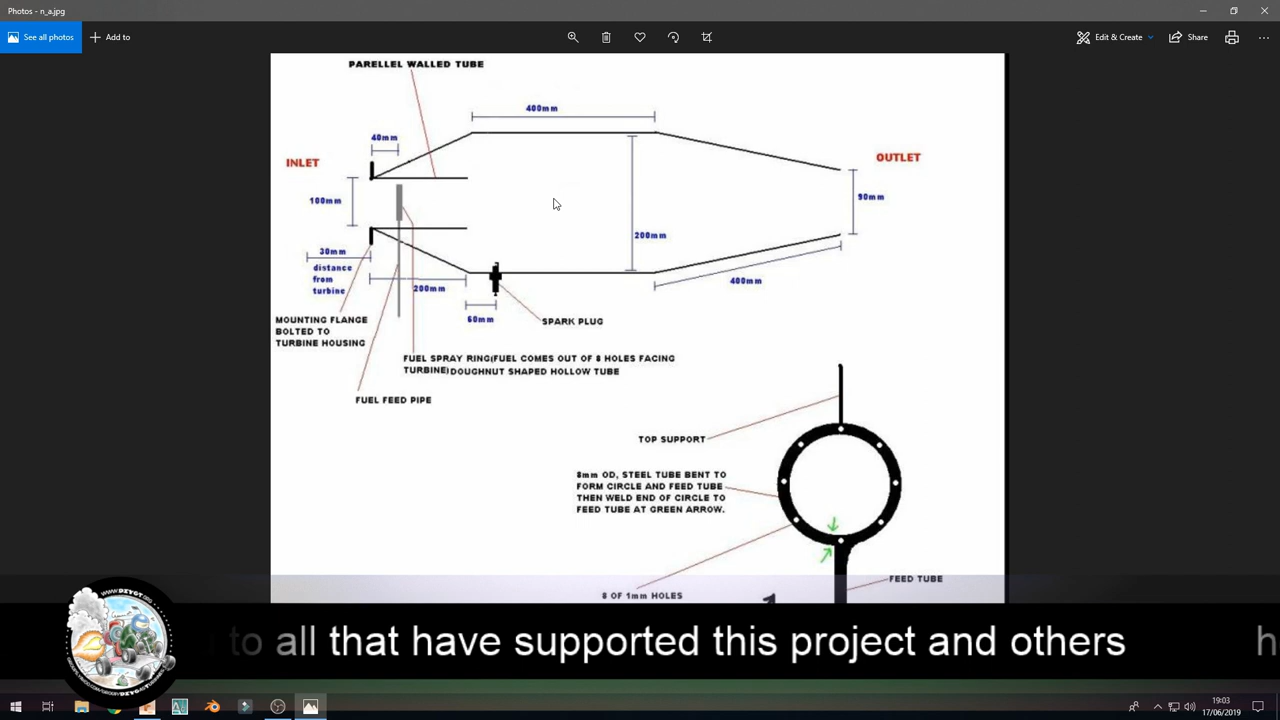 Photos - n_a.jpg
See all photos
Add to
Edit & Create
Share
PARELLEL WALLED TUBE
400mm
40mm
INLET
OUTLET
100mm
90mm
200mm
30mm
distance
from
turbine
200mm
400mm
60mm
SPARK PLUG
MOUNTING FLANGE
BOLTED TO
TURBINE HOUSING
FUEL SPRAY RING(FUEL COMES OUT OF 8 HOLES FACING
TURBINE)DOUGHNUT SHAPED HOLLOW TUBE
FUEL FEED PIPE
TOP SUPPORT
8mm OD, STEEL TUBE BENT TO
FORM CIRCLE AND FEED TUBE
THEN WELD END OF CIRCLE TO
FEED TUBE AT GREEN ARROW.
FEED TUBE
8 OF 1mm HOLES
to all that have supported this project and others
h
19:03
17/06/2019